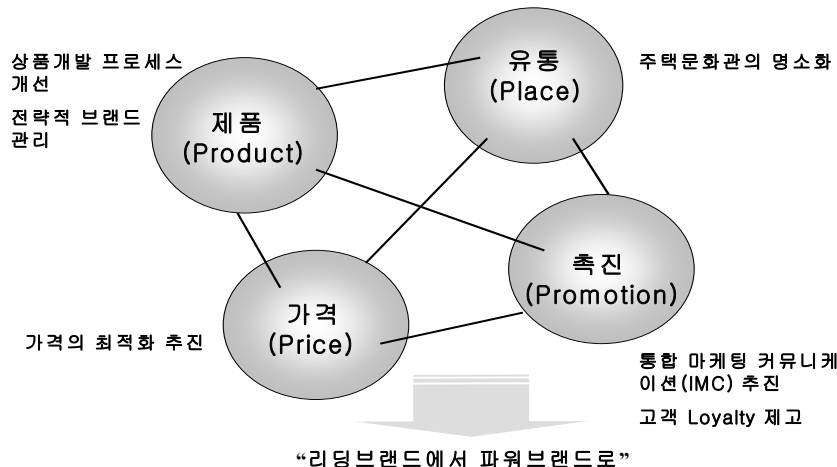 상품개발 프로세스
개선
전략적 브랜드
관리
제품
(Product)
유통
(Place)
주택문화관의 명소화
가격의 최적화 추진
가격
(Price)
촉진
(Promotion)
통합 마케팅 커뮤니케
이션(IMC) 추진
고객 Loyalty 제고
“리딩브랜드에서 파워브랜드로”